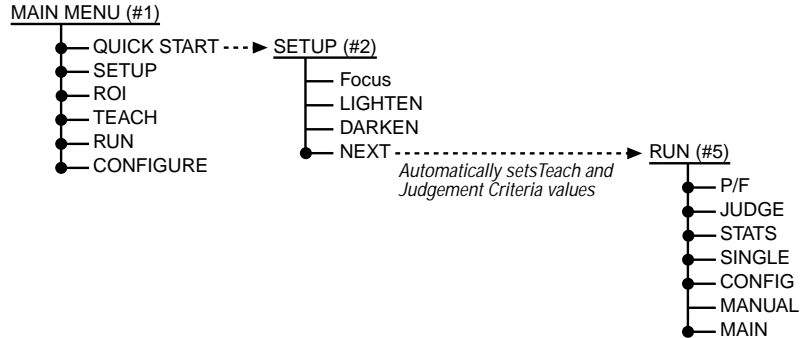 MAIN MENU (#1)
QUICK START
SETUP (#2)
SETUP
ROI
TEACH
RUN
CONFIGURE
Focus
LIGHTEN
DARKEN
NEXT
Automatically setsTeach and
Judgement Criteria values
RUN (#5)
P/F
JUDGE
STATS
SINGLE
CONFIG
MANUAL
MAIN